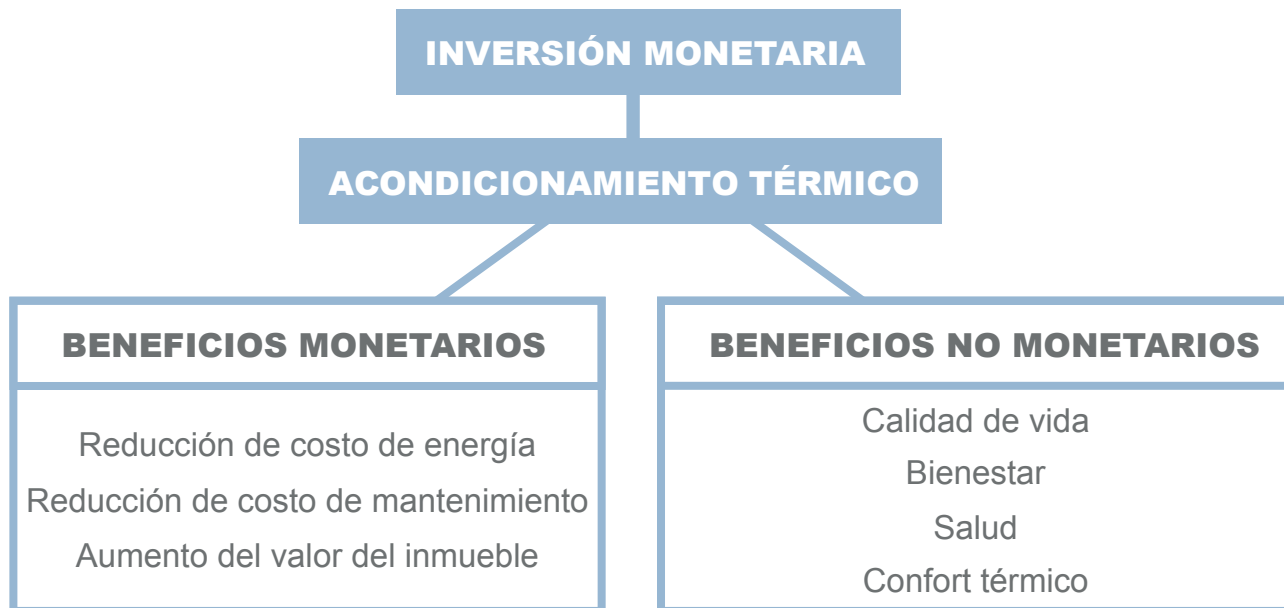 INVERSIÓN MONETARIA
ACONDICIONAMIENTO TÉRMICO
BENEFICIOS MONETARIOS
Reducción de costo de energía
Reducción de costo de mantenimiento
Aumento del valor del inmueble
BENEFICIOS NO MONETARIOS
Calidad de vida
Bienestar
Salud
Confort térmico